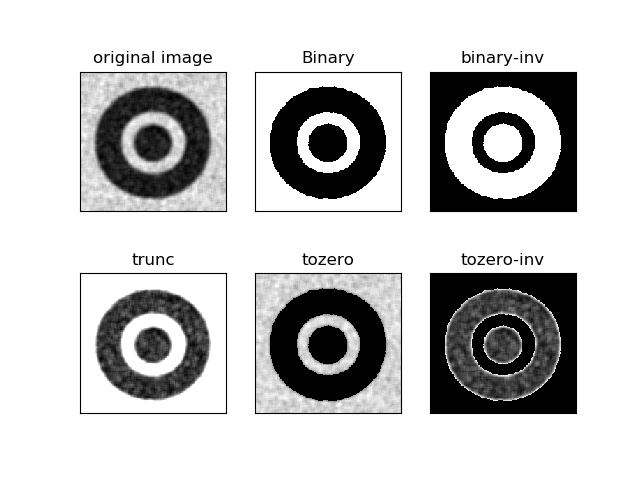 original image
Binary
binary-inv
trunc
tozero
tozero-inv